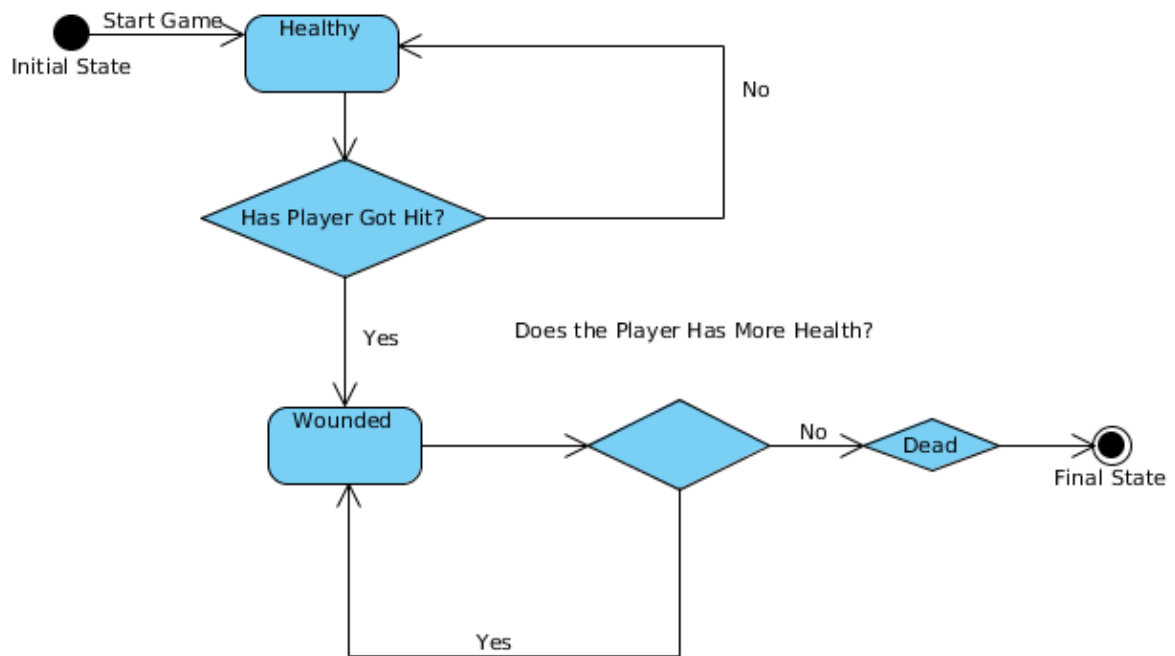 Start Game
Healthy
Initial State
No
Has Player Got Hit?
Does the Player Has More Health?
Yes
Wounded
No
Dead
Final State
Yes